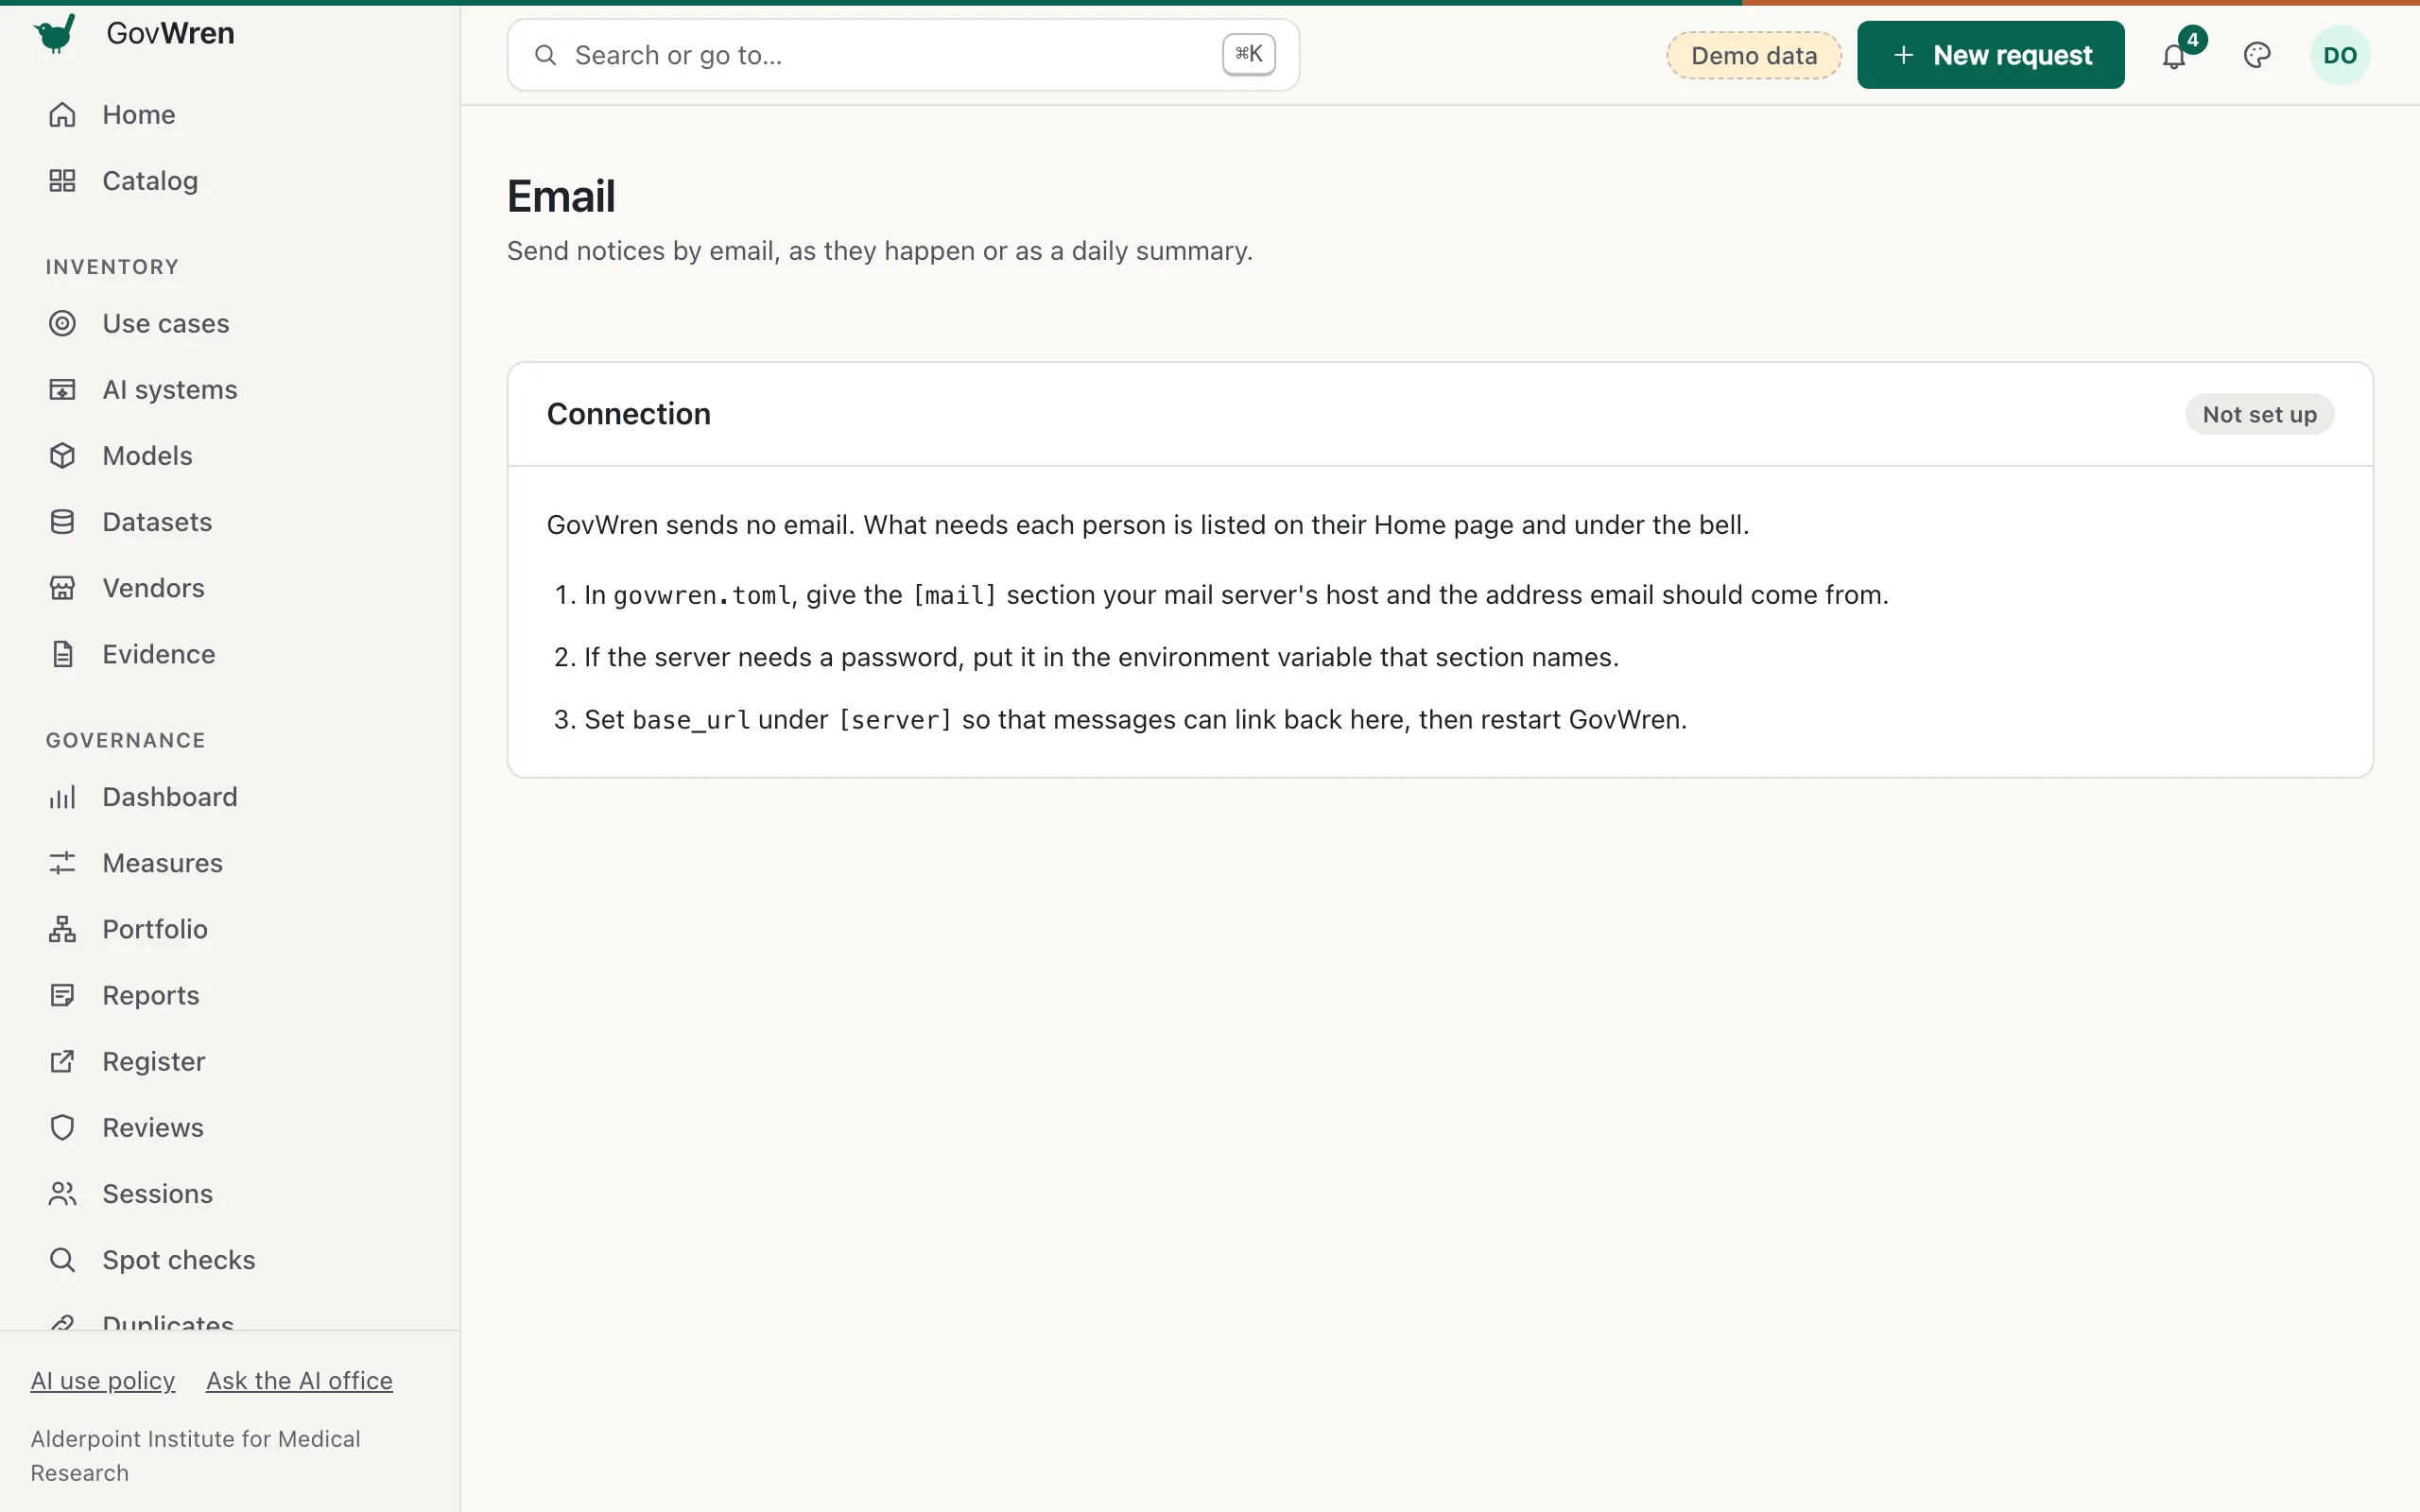 GovWren
Search or go to...
⌘K
Demo data
+ New request
4
DO
Home
Catalog
INVENTORY
Use cases
AI systems
Models
Datasets
Vendors
Evidence
GOVERNANCE
Dashboard
Measures
Portfolio
Reports
Register
Reviews
Sessions
Spot checks
Duplicates
AI use policy
Ask the AI office
Alderpoint Institute for Medical
Research
Email
Send notices by email, as they happen or as a daily summary.
Connection
Not set up
GovWren sends no email. What needs each person is listed on their Home page and under the bell.
1. In govwren.toml, give the [mail] section your mail server's host and the address email should come from.
2. If the server needs a password, put it in the environment variable that section names.
3. Set base_url under [server] so that messages can link back here, then restart GovWren.